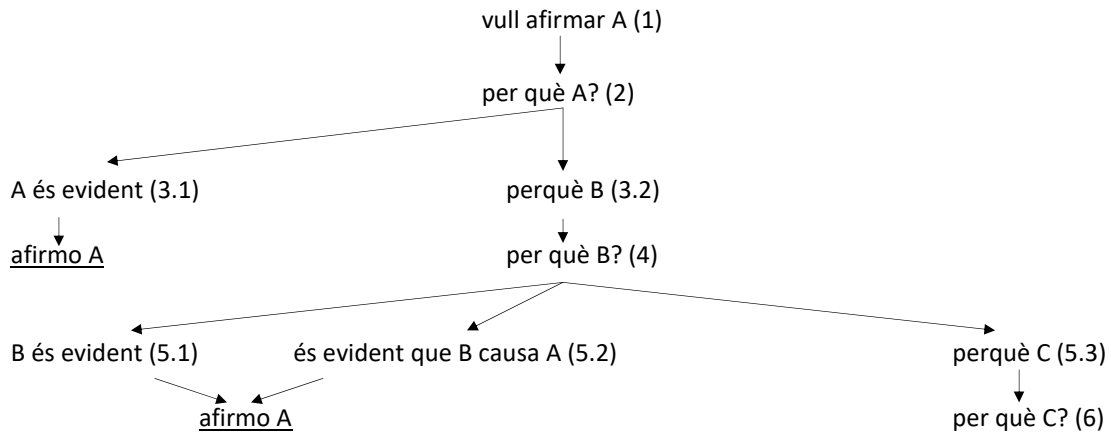 vull afirmar A (1)
per què A? (2)
A és evident (3.1)
perquè B (3.2)
afirmo A
per què B? (4)
B és evident (5.1)
és evident que B causa A (5.2)
perquè C (5.3)
afirmo A
per què C? (6)